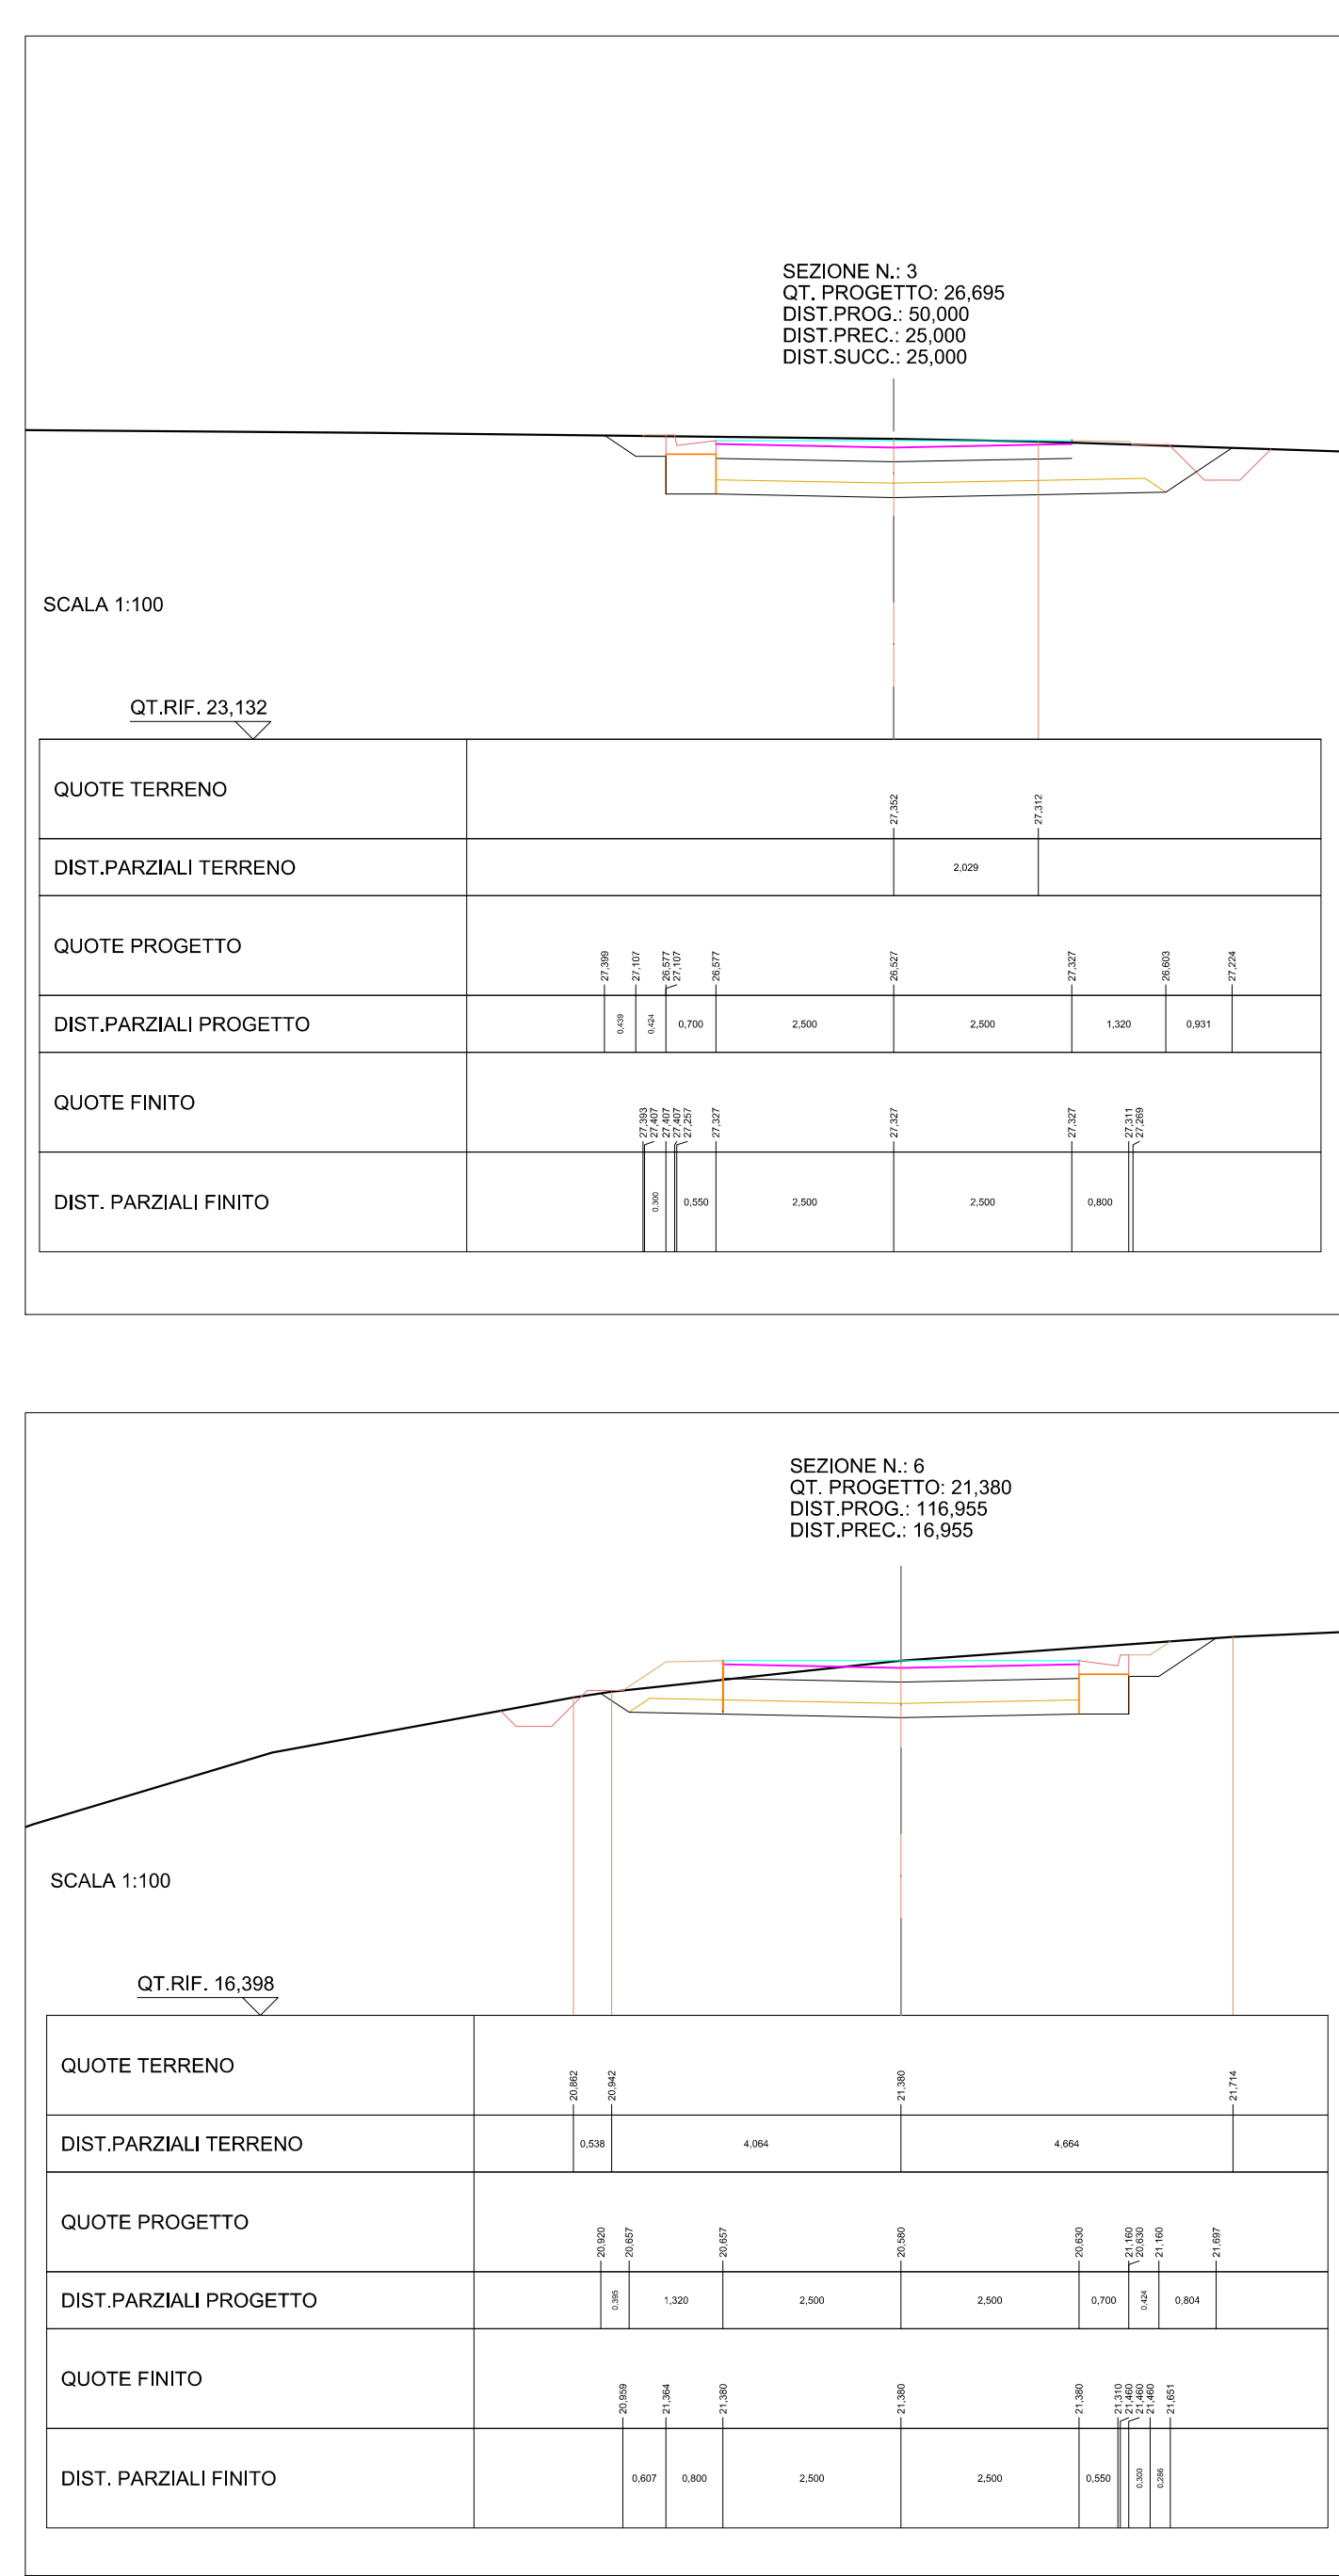 SEZIONE N.: 3
QT. PROGETTO: 26,695
DIST.PROG.: 50,000
DIST.PREC.: 25,000
DIST.SUCC.: 25,000
SCALA 1:100
QT.RIF. 23,132
QUOTE TERRENO
27,352 27,312
DIST.PARZIALI TERRENO
2,029
QUOTE PROGETTO
27,399 27,107 26,577 27,107 26,577 26,527 27,327 26,603 27,224
DIST.PARZIALI PROGETTO
0,439 0,424 0,700 2,500 2,500 1,320 0,931
QUOTE FINITO
27,393 27,407 27,407 27,407 27,257 27,327 27,327 27,327 27,311 27,269
DIST. PARZIALI FINITO
0,300 0,550 2,500 2,500 0,800
SEZIONE N.: 6
QT. PROGETTO: 21,380
DIST.PROG.: 116,955
DIST.PREC.: 16,955
SCALA 1:100
QT.RIF. 16,398
QUOTE TERRENO
20,862 20,942 21,380 21,714
DIST.PARZIALI TERRENO
0,538 4,064 4,664
QUOTE PROGETTO
20,920 20,657 20,657 20,580 20,630 21,160 20,630 21,160 21,697
DIST.PARZIALI PROGETTO
0,395 1,320 2,500 2,500 0,700 0,424 0,804
QUOTE FINITO
20,959 21,364 21,380 21,380 21,380 21,310 21,460 21,460 21,460 21,651
DIST. PARZIALI FINITO
0,607 0,800 2,500 2,500 0,550 0,300 0,286